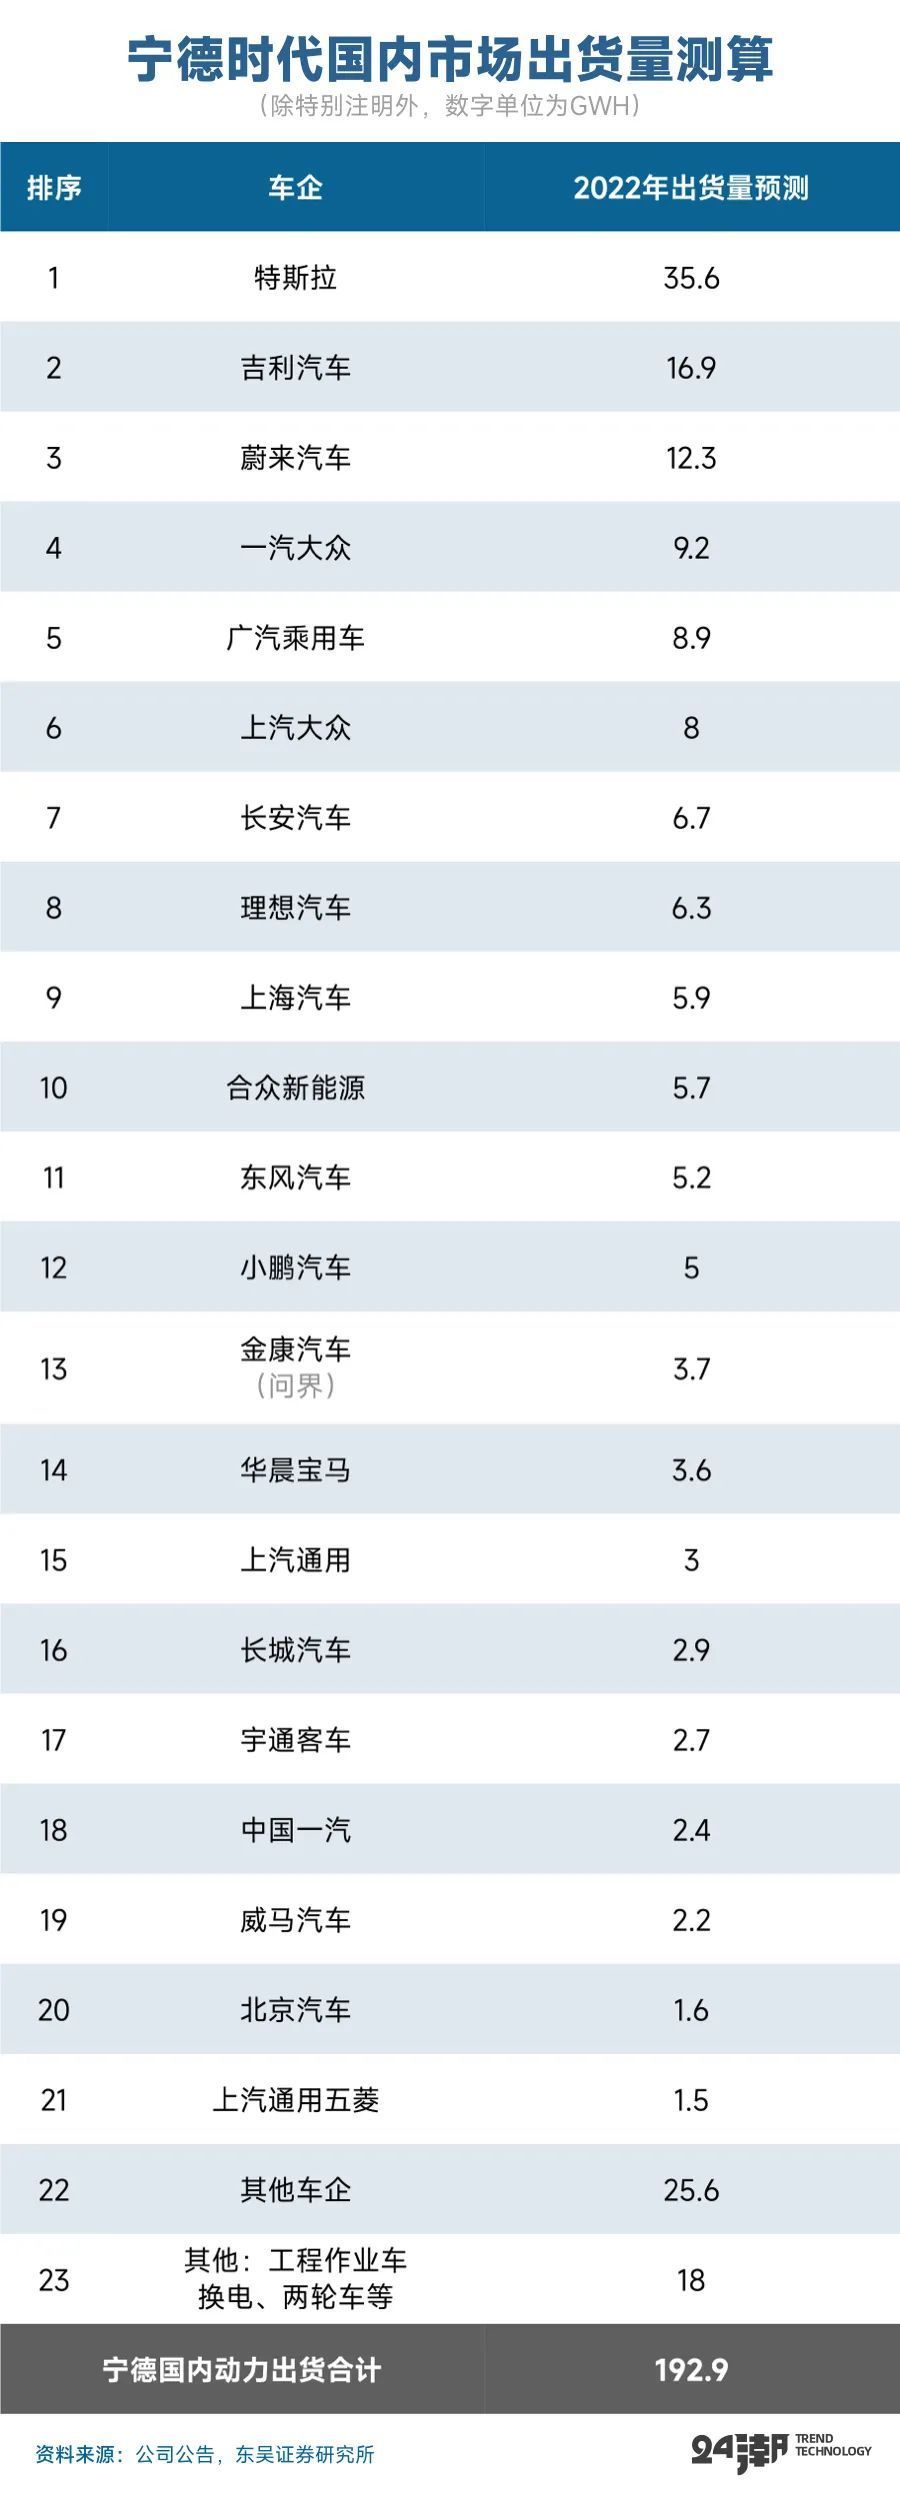 宁德时代国内市场出货量测算
（除特别注明外，数字单位为GWH）
排序 车企 2022年出货量预测
1 特斯拉 35.6
2 吉利汽车 16.9
3 蔚来汽车 12.3
4 一汽大众 9.2
5 广汽乘用车 8.9
6 上汽大众 8
7 长安汽车 6.7
8 理想汽车 6.3
9 上海汽车 5.9
10 合众新能源 5.7
11 东风汽车 5.2
12 小鹏汽车 5
13 金康汽车 3.7
（问界）
14 华晨宝马 3.6
15 上汽通用 3
16 长城汽车 2.9
17 宇通客车 2.7
18 中国一汽 2.4
19 威马汽车 2.2
20 北京汽车 1.6
21 上汽通用五菱 1.5
22 其他车企 25.6
23 其他：工程作业车 18
换电、两轮车等
宁德国内动力出货合计 192.9
资料来源：公司公告，东吴证券研究所
24潮 TREND
TECHNOLOGY